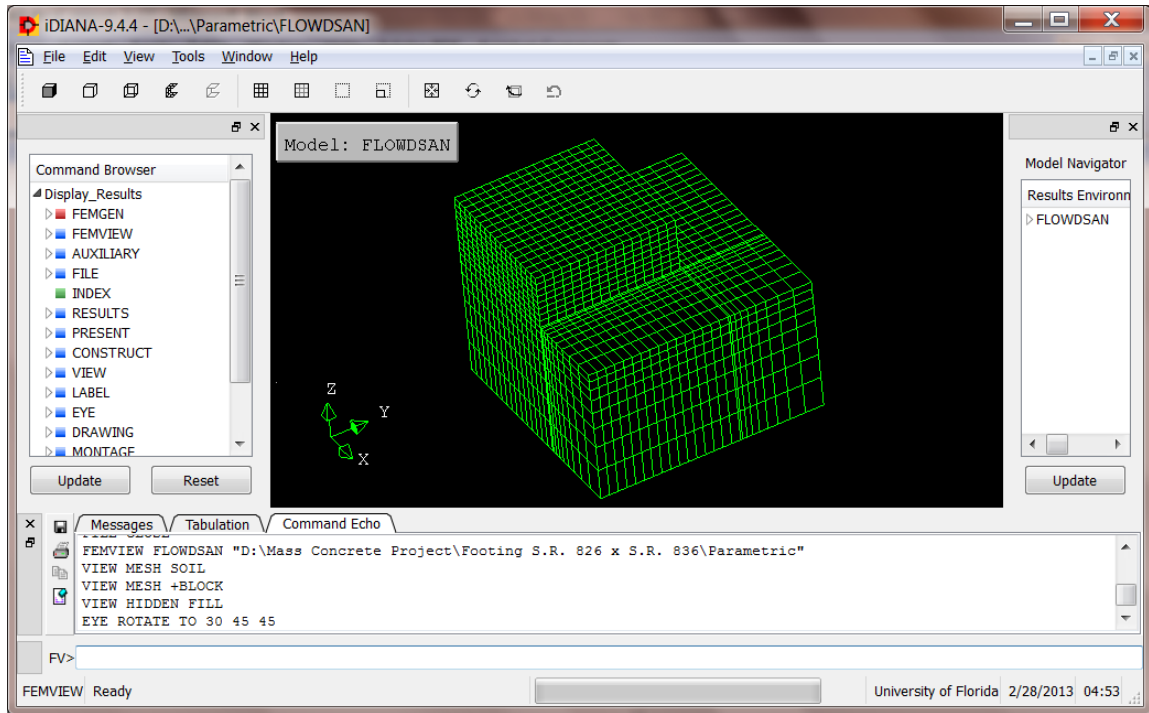 iDIANA-9.4.4 - [D:\...\Parametric\FLOWDSAN]
File Edit View Tools Window Help
Command Browser
Display_Results
FEMGEN
FEMVIEW
AUXILIARY
FILE
INDEX
RESULTS
PRESENT
CONSTRUCT
VIEW
LABEL
EYE
DRAWING
MONTAGE
Update Reset
Model: FLOWDSAN
Z
Y
X
Model Navigator
Results Environn
FLOWDSAN
Update
Messages Tabulation Command Echo
FILE CLOSE
FEMVIEW FLOWDSAN "D:\Mass Concrete Project\Footing S.R. 826 x S.R. 836\Parametric"
VIEW MESH SOIL
VIEW MESH +BLOCK
VIEW HIDDEN FILL
EYE ROTATE TO 30 45 45
FV>
FEMVIEW Ready University of Florida 2/28/2013 04:53